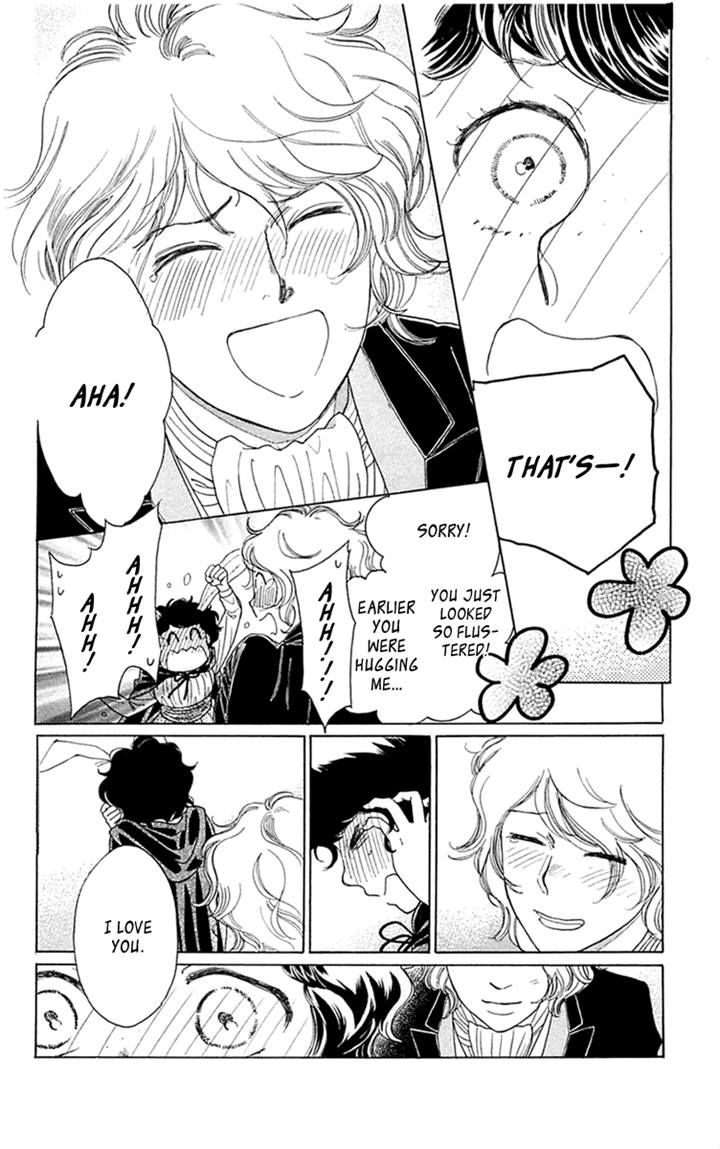 THAT'S—!
AHA!
SORRY!
YOU JUST
LOOKED
SO FLUS-
TERED!
EARLIER
YOU
WERE
HUGGING
ME...
AHH!!!
AHHH!
AHH!
I LOVE
YOU.